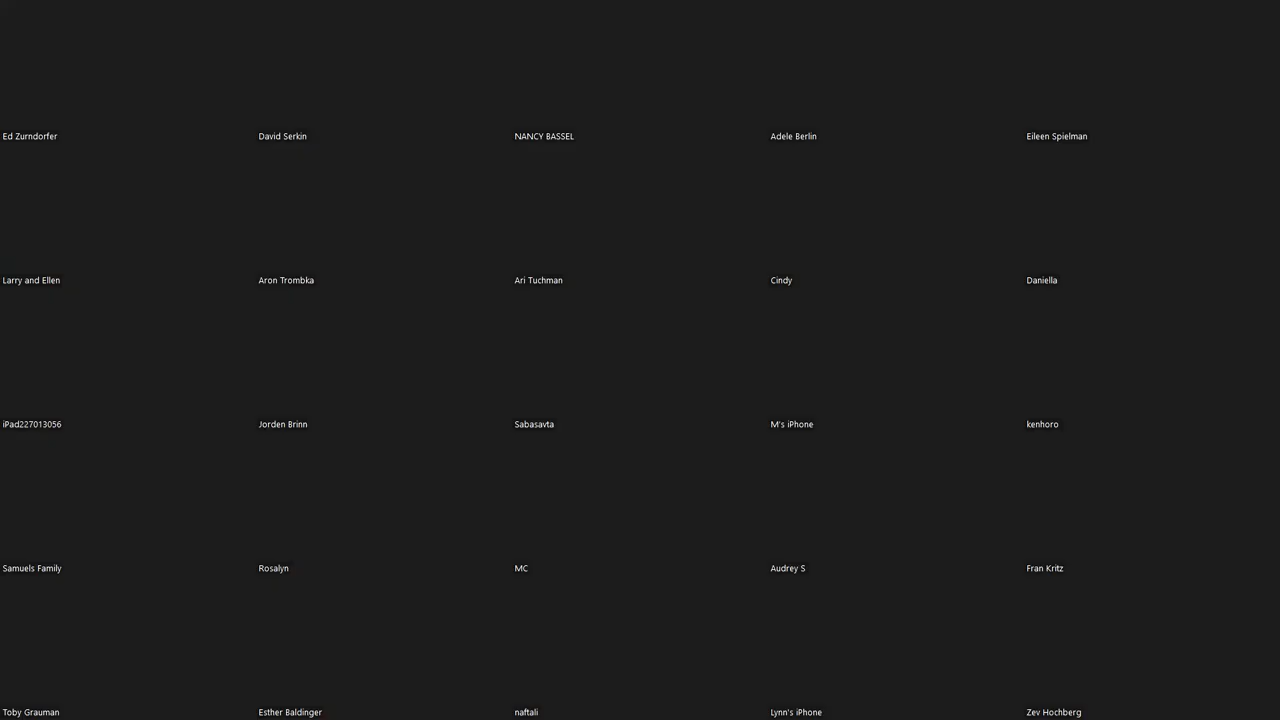 Ed Zurndorfer
David Serkin
NANCY BASSEL
Adele Berlin
Eileen Spielman
Larry and Ellen
Aron Trombka
Ari Tuchman
Cindy
Daniella
iPad227013056
Jorden Brinn
Sabasavta
M's iPhone
kenhoro
Samuels Family
Rosalyn
MC
Audrey S
Fran Kritz
Toby Grauman
Esther Baldinger
naftali
Lynn's iPhone
Zev Hochberg